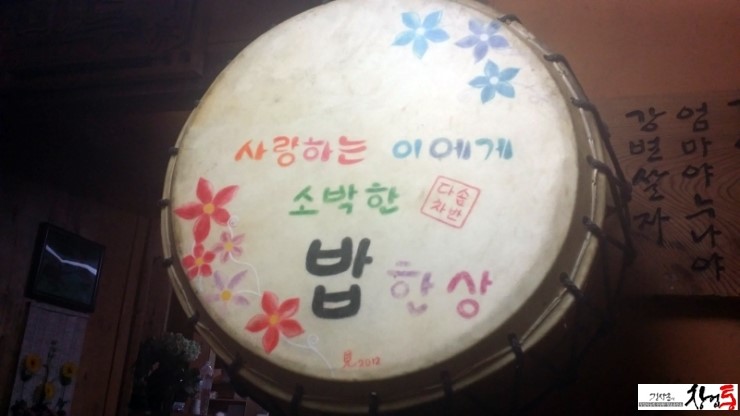 사랑하는 이에게
소박한
다솜
차반
밥 한 상
2012
엄마야 누나야
강변 살자